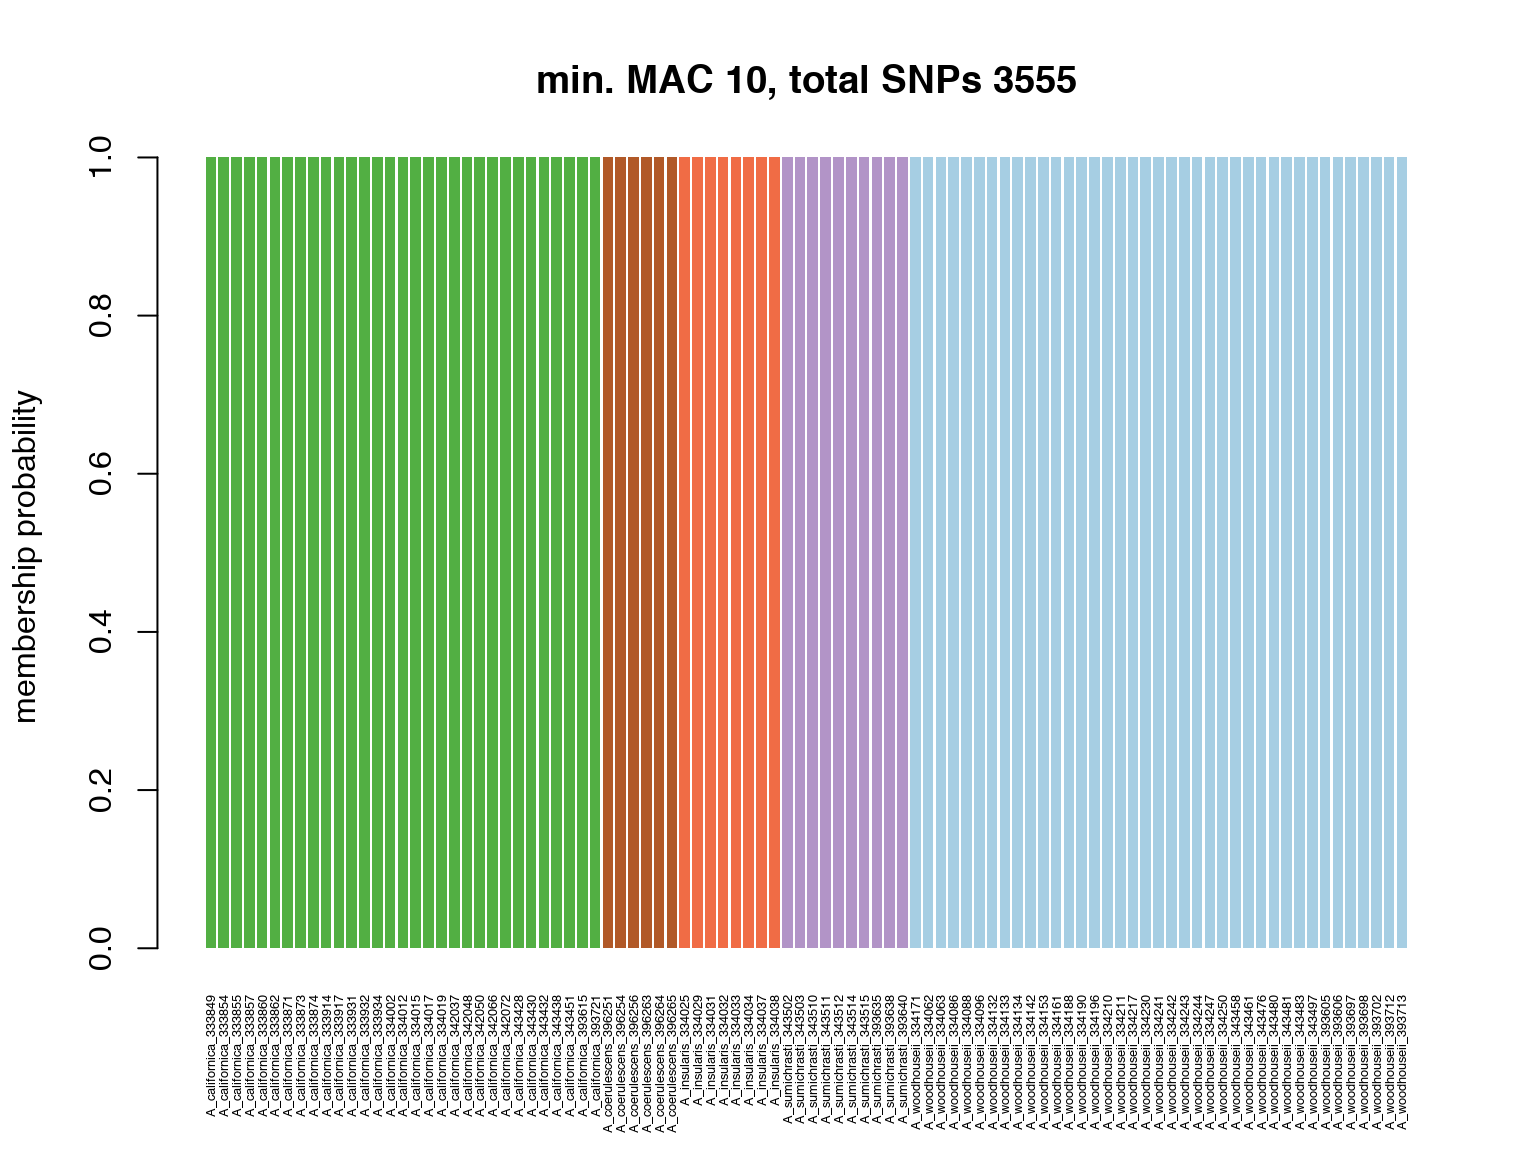 min. MAC 10, total SNPs 3555
membership probability
1.0
0.8
0.6
0.4
0.2
0.0
A_californica_333849
A_californica_333854
A_californica_333855
A_californica_333857
A_californica_333860
A_californica_333862
A_californica_333871
A_californica_333873
A_californica_333874
A_californica_333914
A_californica_333917
A_californica_333931
A_californica_333932
A_californica_333934
A_californica_334002
A_californica_334012
A_californica_334015
A_californica_334017
A_californica_334019
A_californica_342037
A_californica_342048
A_californica_342050
A_californica_342066
A_californica_342072
A_californica_343428
A_californica_343430
A_californica_343432
A_californica_343438
A_californica_343451
A_californica_393615
A_californica_393721
A_coerulescens_396251
A_coerulescens_396254
A_coerulescens_396256
A_coerulescens_396263
A_coerulescens_396264
A_coerulescens_396265
A_insularis_334025
A_insularis_334029
A_insularis_334031
A_insularis_334032
A_insularis_334033
A_insularis_334034
A_insularis_334037
A_insularis_334038
A_sumichrasti_343502
A_sumichrasti_343503
A_sumichrasti_343510
A_sumichrasti_343511
A_sumichrasti_343512
A_sumichrasti_343514
A_sumichrasti_343515
A_sumichrasti_393635
A_sumichrasti_393638
A_sumichrasti_393640
A_woodhouseii_334171
A_woodhouseii_334062
A_woodhouseii_334063
A_woodhouseii_334086
A_woodhouseii_334088
A_woodhouseii_334096
A_woodhouseii_334132
A_woodhouseii_334133
A_woodhouseii_334134
A_woodhouseii_334142
A_woodhouseii_334153
A_woodhouseii_334161
A_woodhouseii_334188
A_woodhouseii_334190
A_woodhouseii_334196
A_woodhouseii_334210
A_woodhouseii_334211
A_woodhouseii_334217
A_woodhouseii_334230
A_woodhouseii_334241
A_woodhouseii_334242
A_woodhouseii_334243
A_woodhouseii_334244
A_woodhouseii_334247
A_woodhouseii_334250
A_woodhouseii_343458
A_woodhouseii_343461
A_woodhouseii_343476
A_woodhouseii_343480
A_woodhouseii_343481
A_woodhouseii_343483
A_woodhouseii_343497
A_woodhouseii_393605
A_woodhouseii_393606
A_woodhouseii_393697
A_woodhouseii_393698
A_woodhouseii_393702
A_woodhouseii_393712
A_woodhouseii_393713